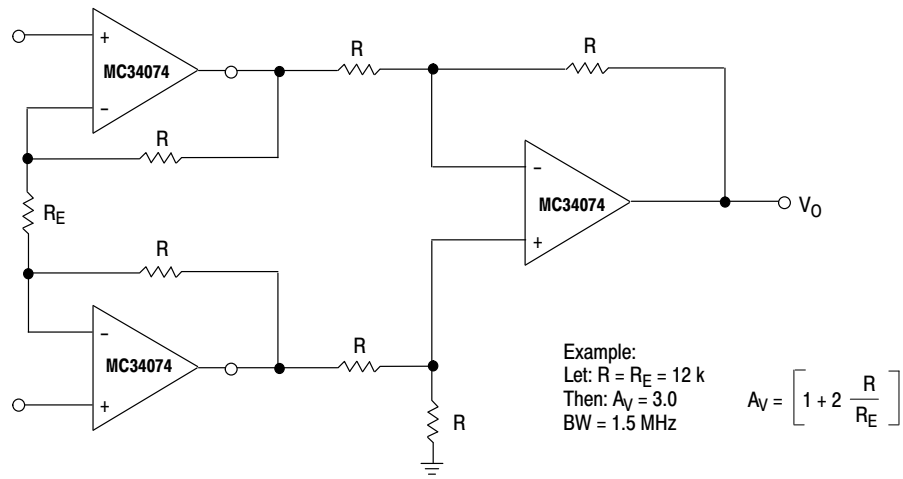 +
MC34074
−
R
R
R
R_E
−
MC34074
+
V_O
R
−
MC34074
+
R
R
Example:
Let: R = R_E = 12 k
Then: A_V = 3.0
BW = 1.5 MHz
A_V = [ 1 + 2 R / R_E ]